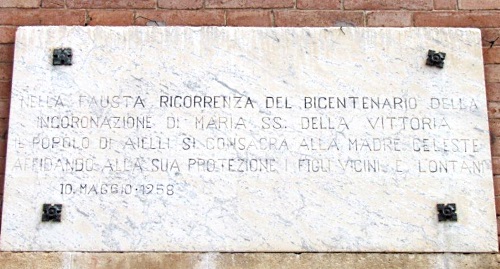 NELLA FAUSTA RICORRENZA DEL BICENTENARIO DELLA
INCORONAZIONE DI MARIA SS. DELLA VITTORIA
IL POPOLO DI AIELLI SI CONSACRA ALLA MADRE CELESTE
AFFIDANDO ALLA SUA PROTEZIONE I FIGLI VICINI E LONTANI
10. MAGGIO. 1958